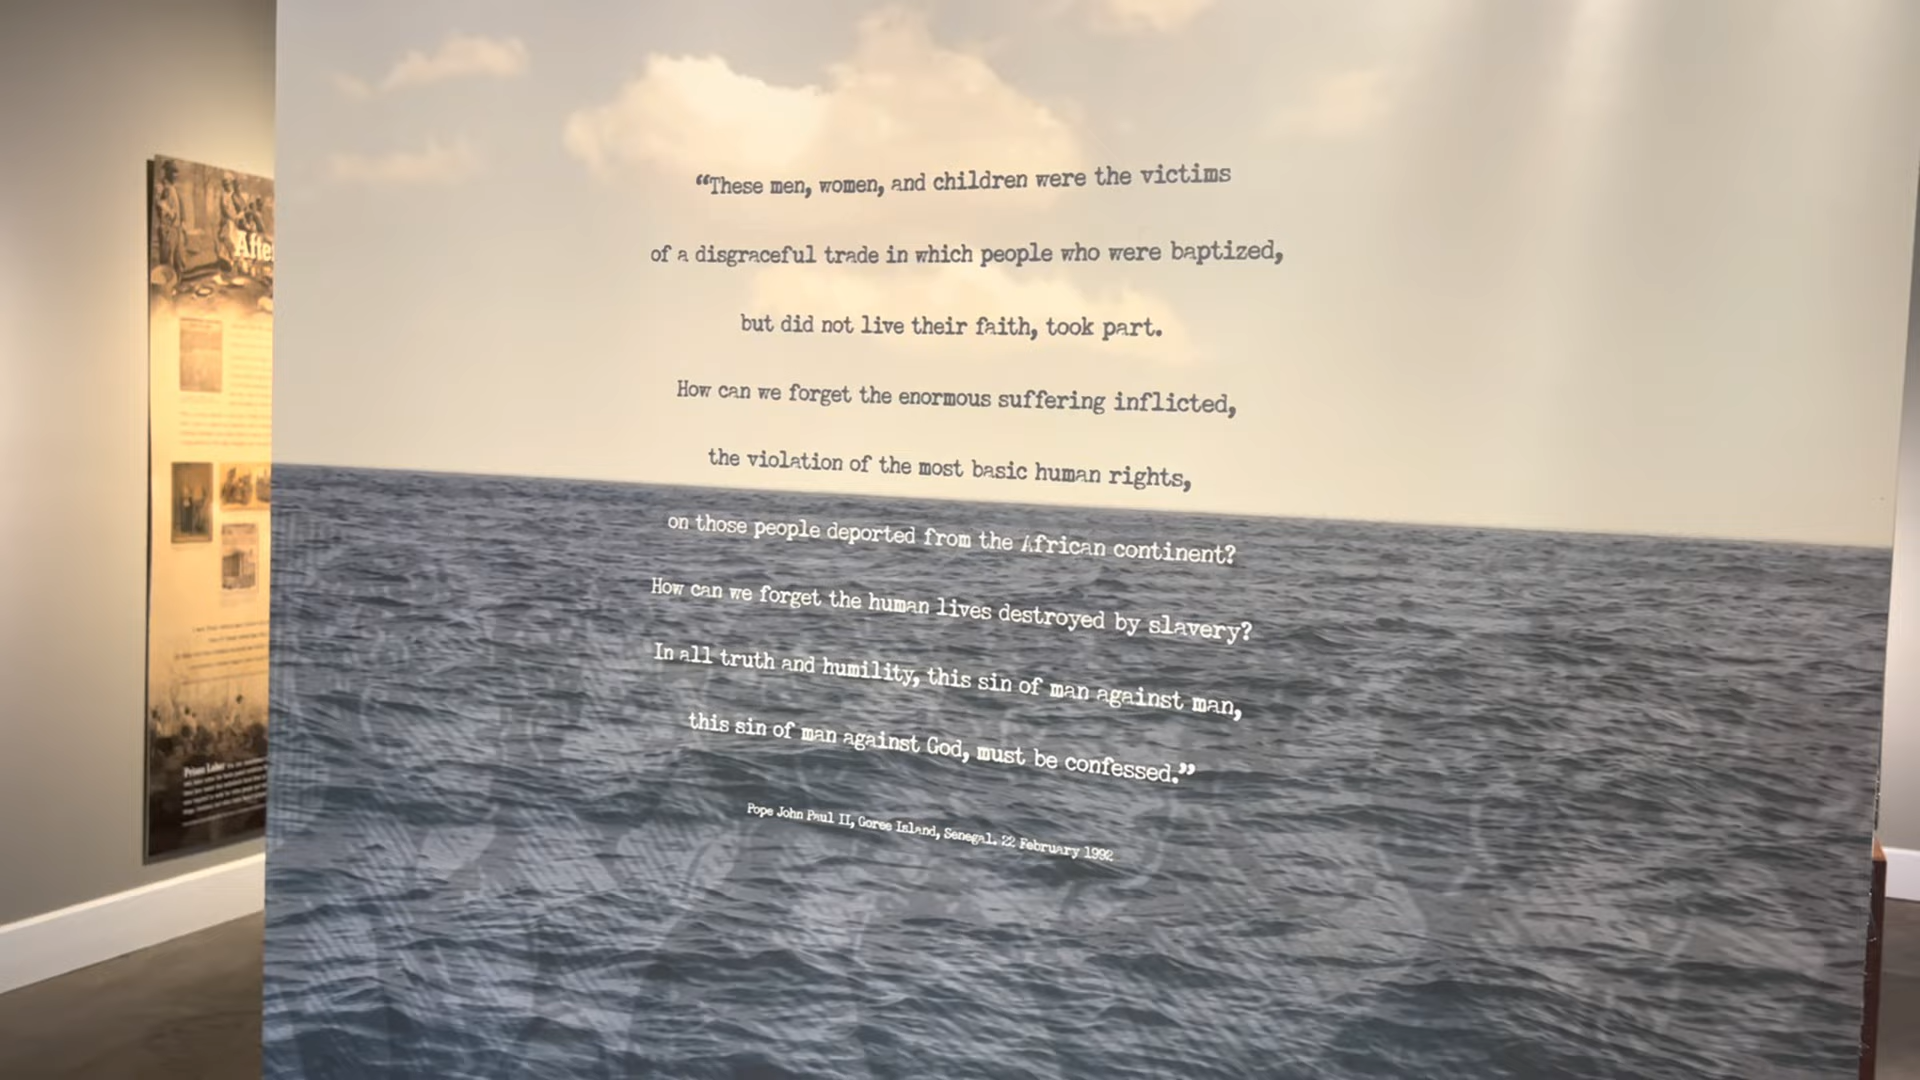 “These men, women, and children were the victims
of a disgraceful trade in which people who were baptized,
but did not live their faith, took part.
How can we forget the enormous suffering inflicted,
the violation of the most basic human rights,
on those people deported from the African continent?
How can we forget the human lives destroyed by slavery?
In all truth and humility, this sin of man against man,
this sin of man against God, must be confessed.”
Pope John Paul II, Goree Island, Senegal. 22 February 1992
Prison Labor